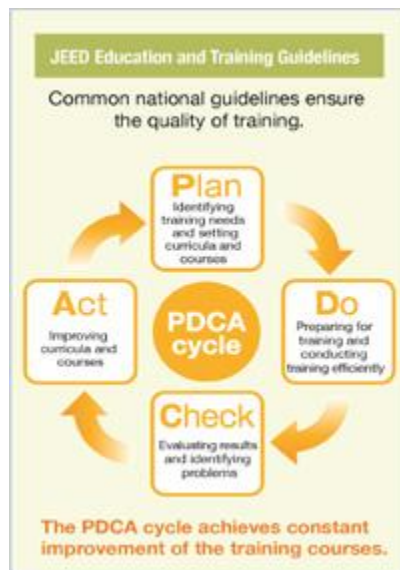 JEED Education and Training Guidelines
Common national guidelines ensure
the quality of training.
Plan
Identifying
training needs
and setting
curricula and
courses
Act
Improving
curricula and
courses
PDCA
cycle
Do
Preparing for
training and
conducting
training efficiently
Check
Evaluating results
and identifying
problems
The PDCA cycle achieves constant
improvement of the training courses.